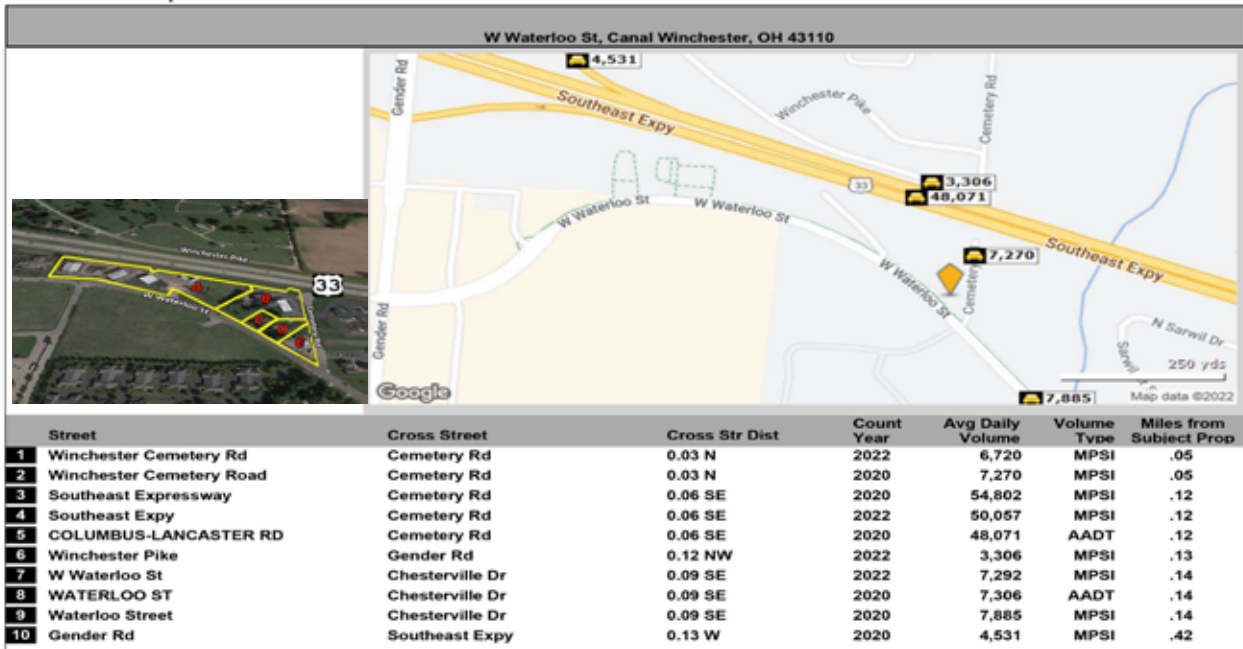 W Waterloo St, Canal Winchester, OH 43110
4,531
Gender Rd
Southeast Expy
Winchester Pike
Cemetery Rd
33
3,306
48,071
W Waterloo St
W Waterloo St
7,270
Southeast Expy
W Waterloo St
Cemetery
Gender Rd
N Sarwil Dr
250 yds
Google
7,885
Map data ©2022
Winchester Pike
33
A
B
W Waterloo St
C
D
Street Cross Street Cross Str Dist Count Year Avg Daily Volume Volume Type Miles from Subject Prop
1 Winchester Cemetery Rd Cemetery Rd 0.03 N 2022 6,720 MPSI .05
2 Winchester Cemetery Road Cemetery Rd 0.03 N 2020 7,270 MPSI .05
3 Southeast Expressway Cemetery Rd 0.06 SE 2020 54,802 MPSI .12
4 Southeast Expy Cemetery Rd 0.06 SE 2022 50,057 MPSI .12
5 COLUMBUS-LANCASTER RD Cemetery Rd 0.06 SE 2020 48,071 AADT .12
6 Winchester Pike Gender Rd 0.12 NW 2022 3,306 MPSI .13
7 W Waterloo St Chesterville Dr 0.09 SE 2022 7,292 MPSI .14
8 WATERLOO ST Chesterville Dr 0.09 SE 2020 7,306 AADT .14
9 Waterloo Street Chesterville Dr 0.09 SE 2020 7,885 MPSI .14
10 Gender Rd Southeast Expy 0.13 W 2020 4,531 MPSI .42